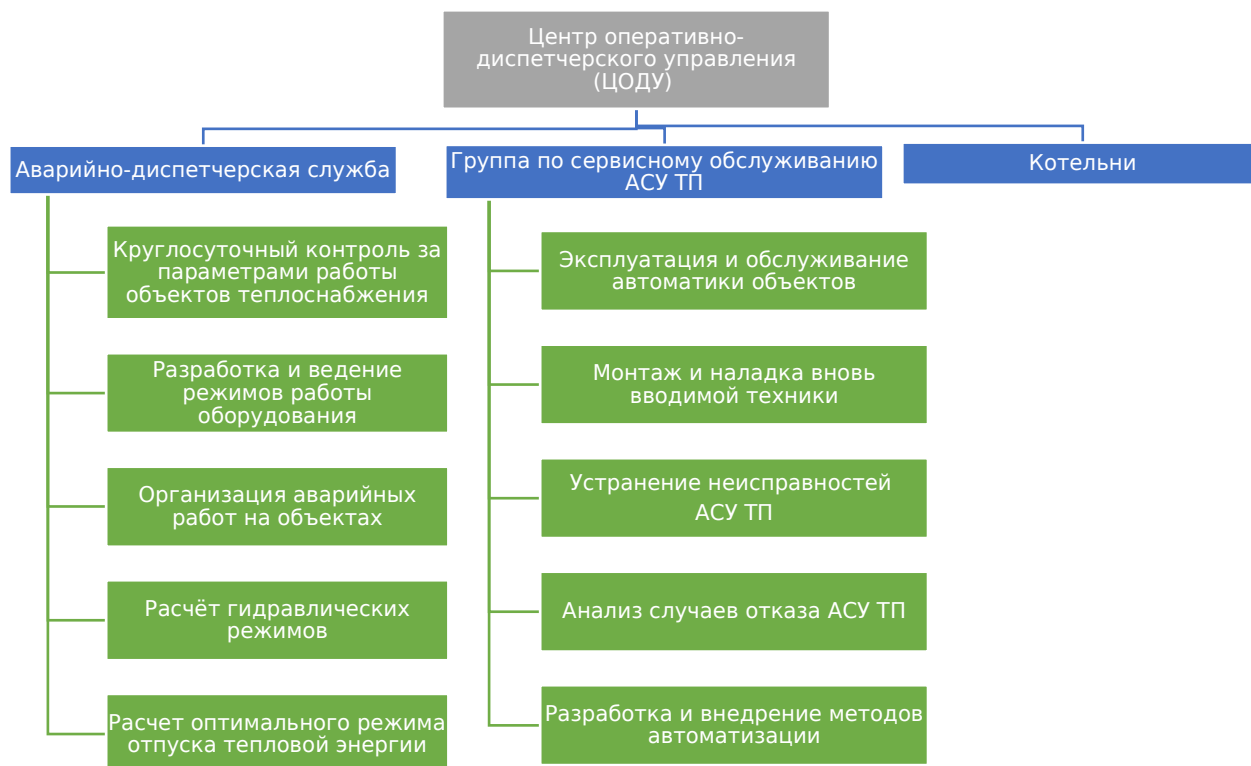 Центр оперативно-
диспетчерского управления
(ЦОДУ)
Аварийно-диспетчерская служба
Группа по сервисному обслуживанию
АСУ ТП
Котельни
Круглосуточный контроль за
параметрами работы
объектов теплоснабжения
Разработка и ведение
режимов работы
оборудования
Организация аварийных
работ на объектах
Расчёт гидравлических
режимов
Расчет оптимального режима
отпуска тепловой энергии
Эксплуатация и обслуживание
автоматики объектов
Монтаж и наладка вновь
вводимой техники
Устранение неисправностей
АСУ ТП
Анализ случаев отказа АСУ ТП
Разработка и внедрение методов
автоматизации